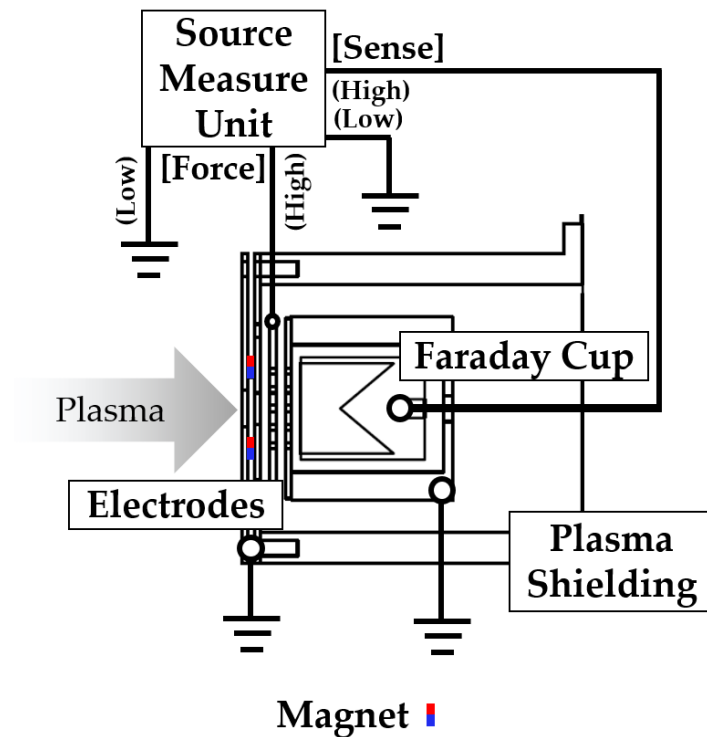 Source
Measure
Unit
[Sense]
(High)
(Low)
[Force]
(Low)
(High)
Faraday Cup
Plasma
Electrodes
Plasma
Shielding
Magnet